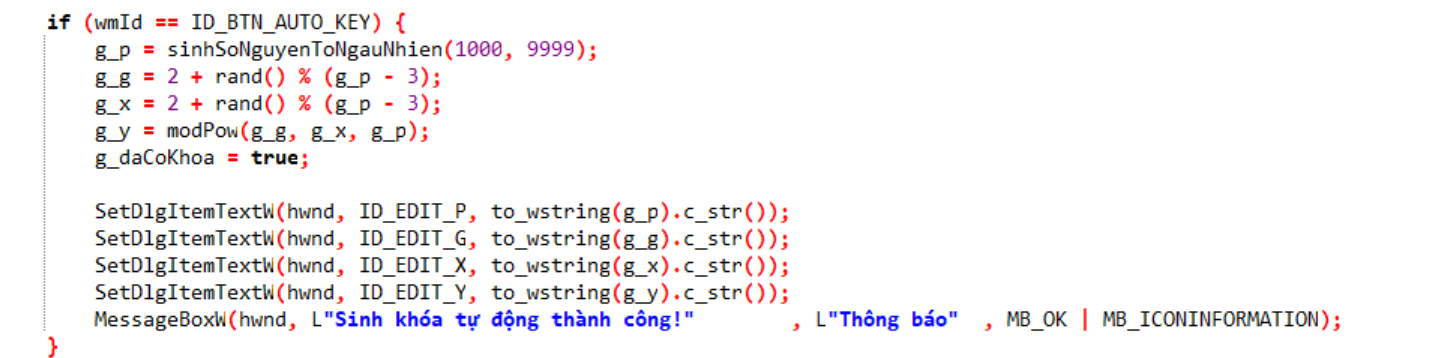 if (wmId == ID_BTN_AUTO_KEY) {
    g_p = sinhSoNguyenToNgauNhien(1000, 9999);
    g_g = 2 + rand() % (g_p - 3);
    g_x = 2 + rand() % (g_p - 3);
    g_y = modPow(g_g, g_x, g_p);
    g_daCoKhoa = true;

    SetDlgItemTextW(hwnd, ID_EDIT_P, to_wstring(g_p).c_str());
    SetDlgItemTextW(hwnd, ID_EDIT_G, to_wstring(g_g).c_str());
    SetDlgItemTextW(hwnd, ID_EDIT_X, to_wstring(g_x).c_str());
    SetDlgItemTextW(hwnd, ID_EDIT_Y, to_wstring(g_y).c_str());
    MessageBoxW(hwnd, L"Sinh khóa tự động thành công!"        , L"Thông báo"  , MB_OK | MB_ICONINFORMATION);
}